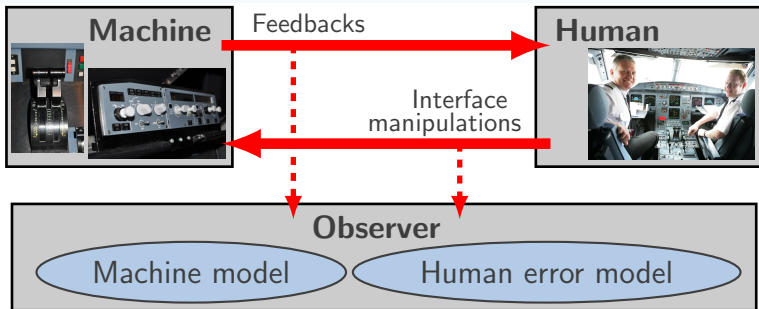 Machine
Feedbacks
Human
Interface
manipulations
Observer
Machine model
Human error model